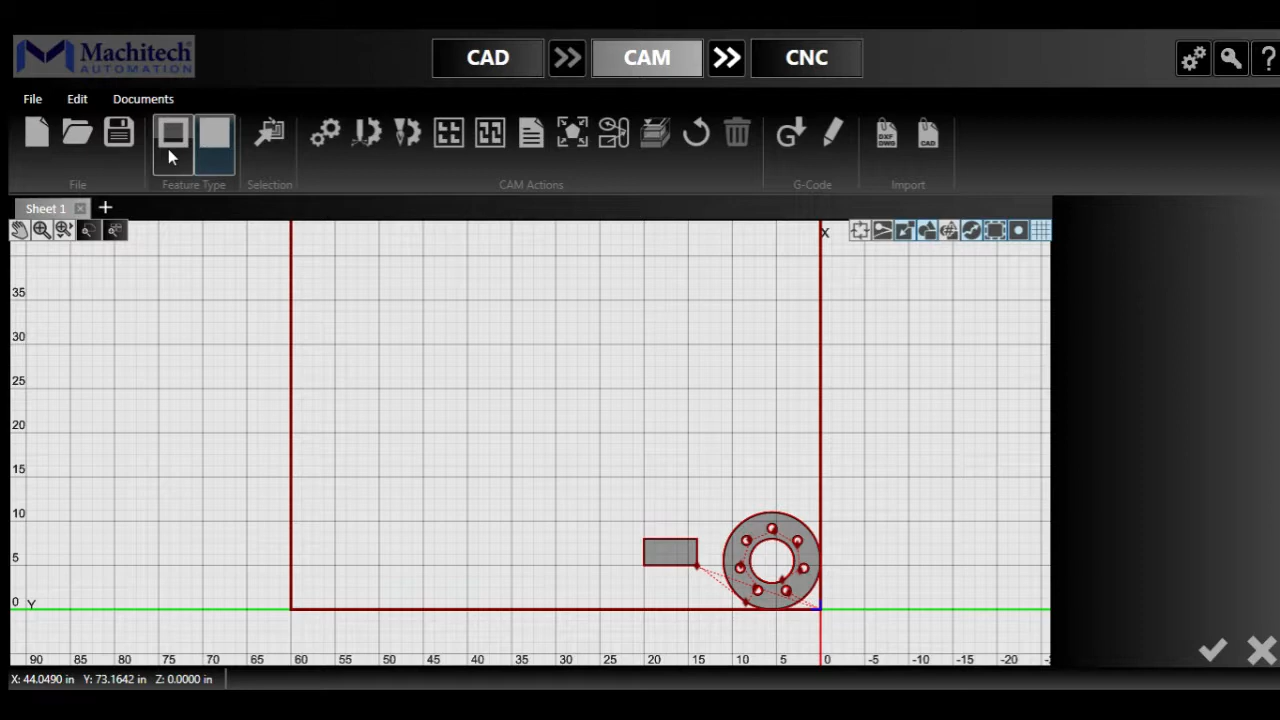 Machitech
AUTOMATION
CAD >> CAM >> CNC
?
File Edit Documents
G
DXF
DWG
CAD
File Feature Type Selection CAM Actions G-Code Import
Sheet 1 +
X
35
30
25
20
15
10
5
0 Y
90 85 80 75 70 65 60 55 50 45 40 35 30 25 20 15 10 5 0 -5 -10 -15 -20
X: 44.0490 in Y: 73.1642 in Z: 0.0000 in